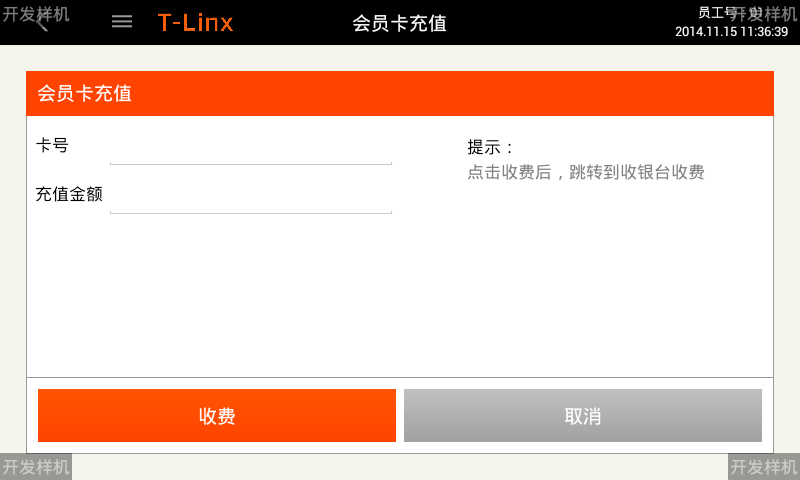 开发样机
T-Linx
会员卡充值
员工号：01
开发样机
2014.11.15 11:36:39
会员卡充值
卡号
提示：
点击收费后，跳转到收银台收费
充值金额
收费
取消
开发样机
开发样机